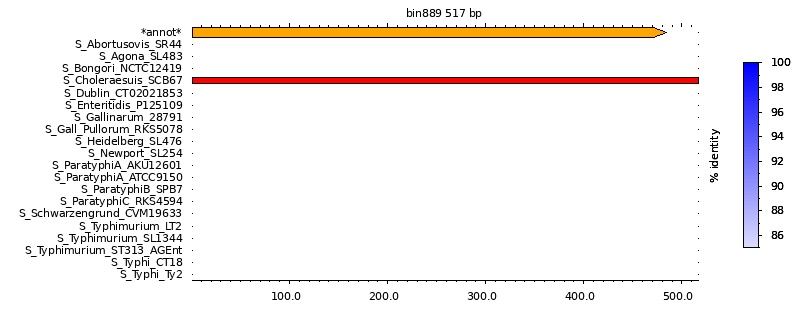 bin889 517 bp
*annot*
S_Abortusovis_SR44
S_Agona_SL483
S_Bongori_NCTC12419
S_Choleraesuis_SCB67
S_Dublin_CT02021853
S_Enteritidis_P125109
S_Gallinarum_28791
S_Gall_Pullorum_RKS5078
S_Heidelberg_SL476
S_Newport_SL254
S_ParatyphiA_AKU12601
S_ParatyphiA_ATCC9150
S_ParatyphiB_SPB7
S_ParatyphiC_RKS4594
S_Schwarzengrund_CVM19633
S_Typhimurium_LT2
S_Typhimurium_SL1344
S_Typhimurium_ST313_AGEnt
S_Typhi_CT18
S_Typhi_Ty2
100.0 200.0 300.0 400.0 500.0
% identity
100
98
96
94
92
90
88
86